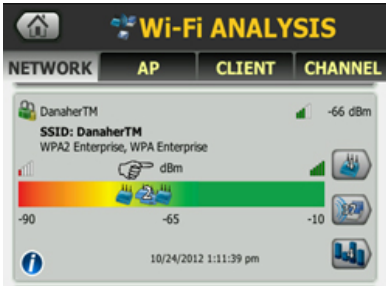 Wi-Fi ANALYSIS
NETWORK AP CLIENT CHANNEL
DanaherTM -66 dBm
SSID: DanaherTM
WPA2 Enterprise, WPA Enterprise
dBm
2
-90 -65 -10
10/24/2012 1:11:39 pm